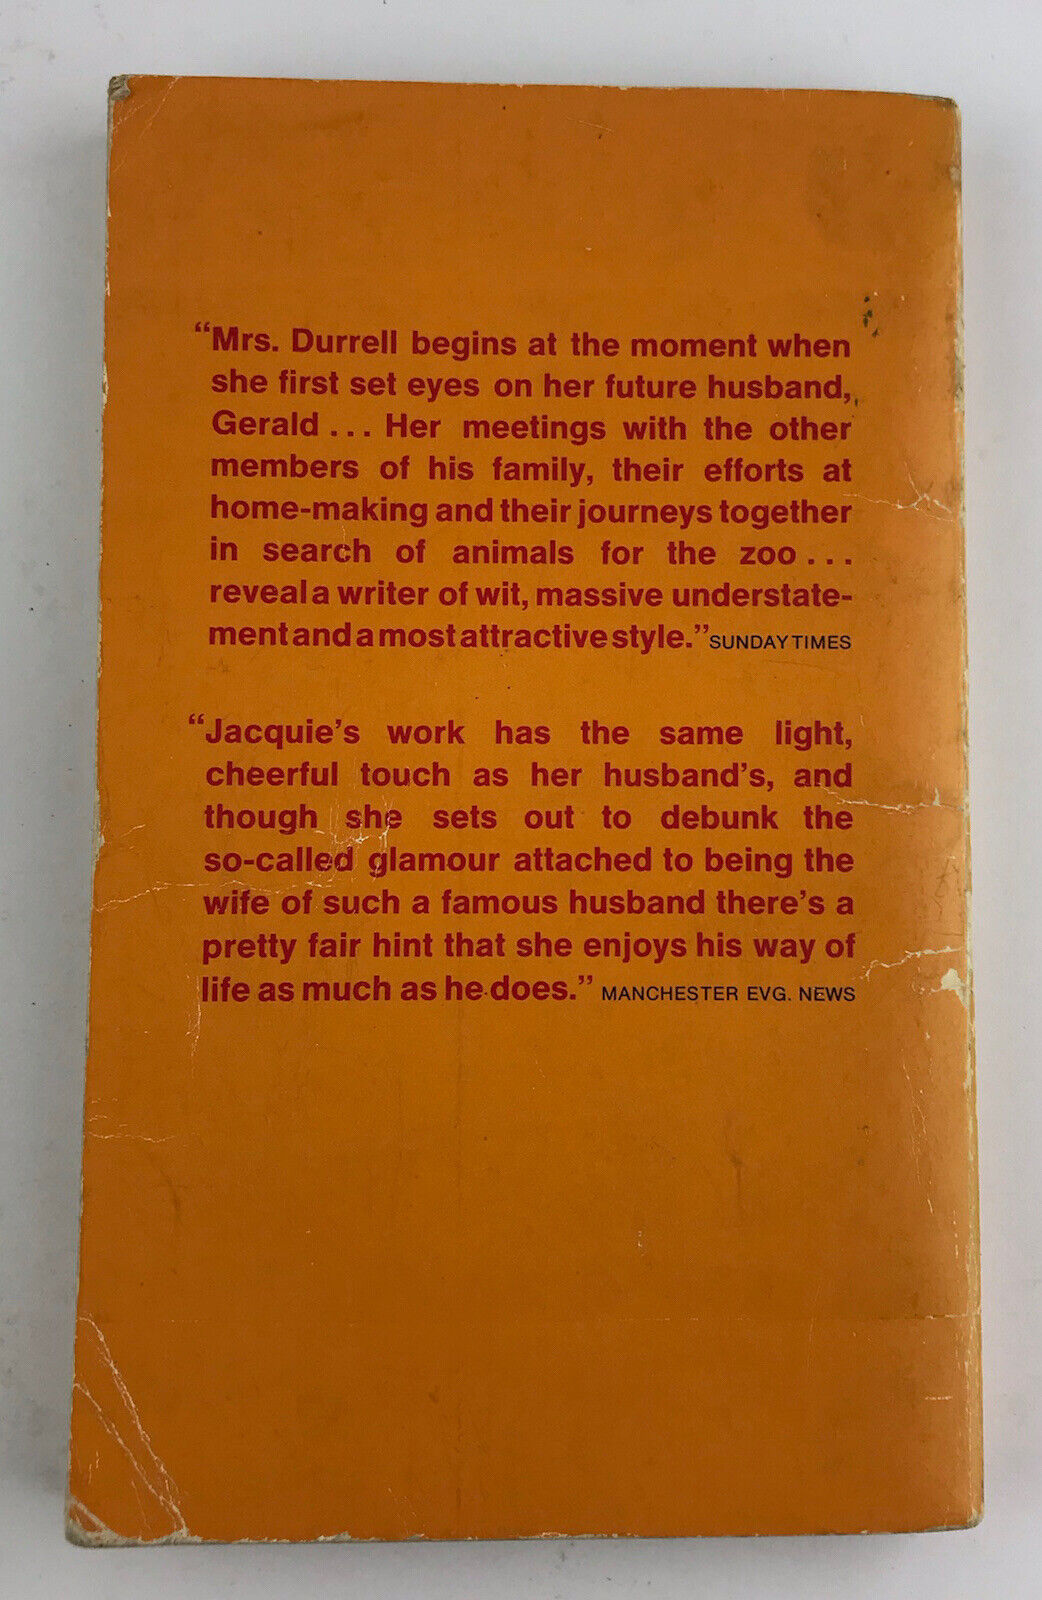 “Mrs. Durrell begins at the moment when
she first set eyes on her future husband,
Gerald ... Her meetings with the other
members of his family, their efforts at
home-making and their journeys together
in search of animals for the zoo ...
reveal a writer of wit, massive understate-
ment and a most attractive style.” SUNDAY TIMES
“Jacquie’s work has the same light,
cheerful touch as her husband’s, and
though she sets out to debunk the
so-called glamour attached to being the
wife of such a famous husband there’s a
pretty fair hint that she enjoys his way of
life as much as he does.” MANCHESTER EVG. NEWS